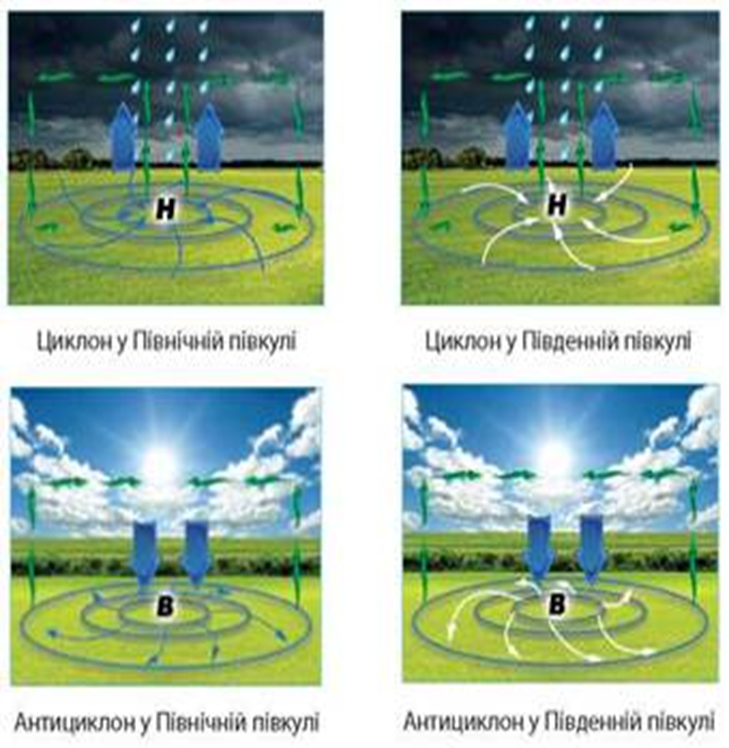 Н
Н
Циклон у Північній півкулі
Циклон у Південній півкулі
В
В
Антициклон у Північній півкулі
Антициклон у Південній півкулі